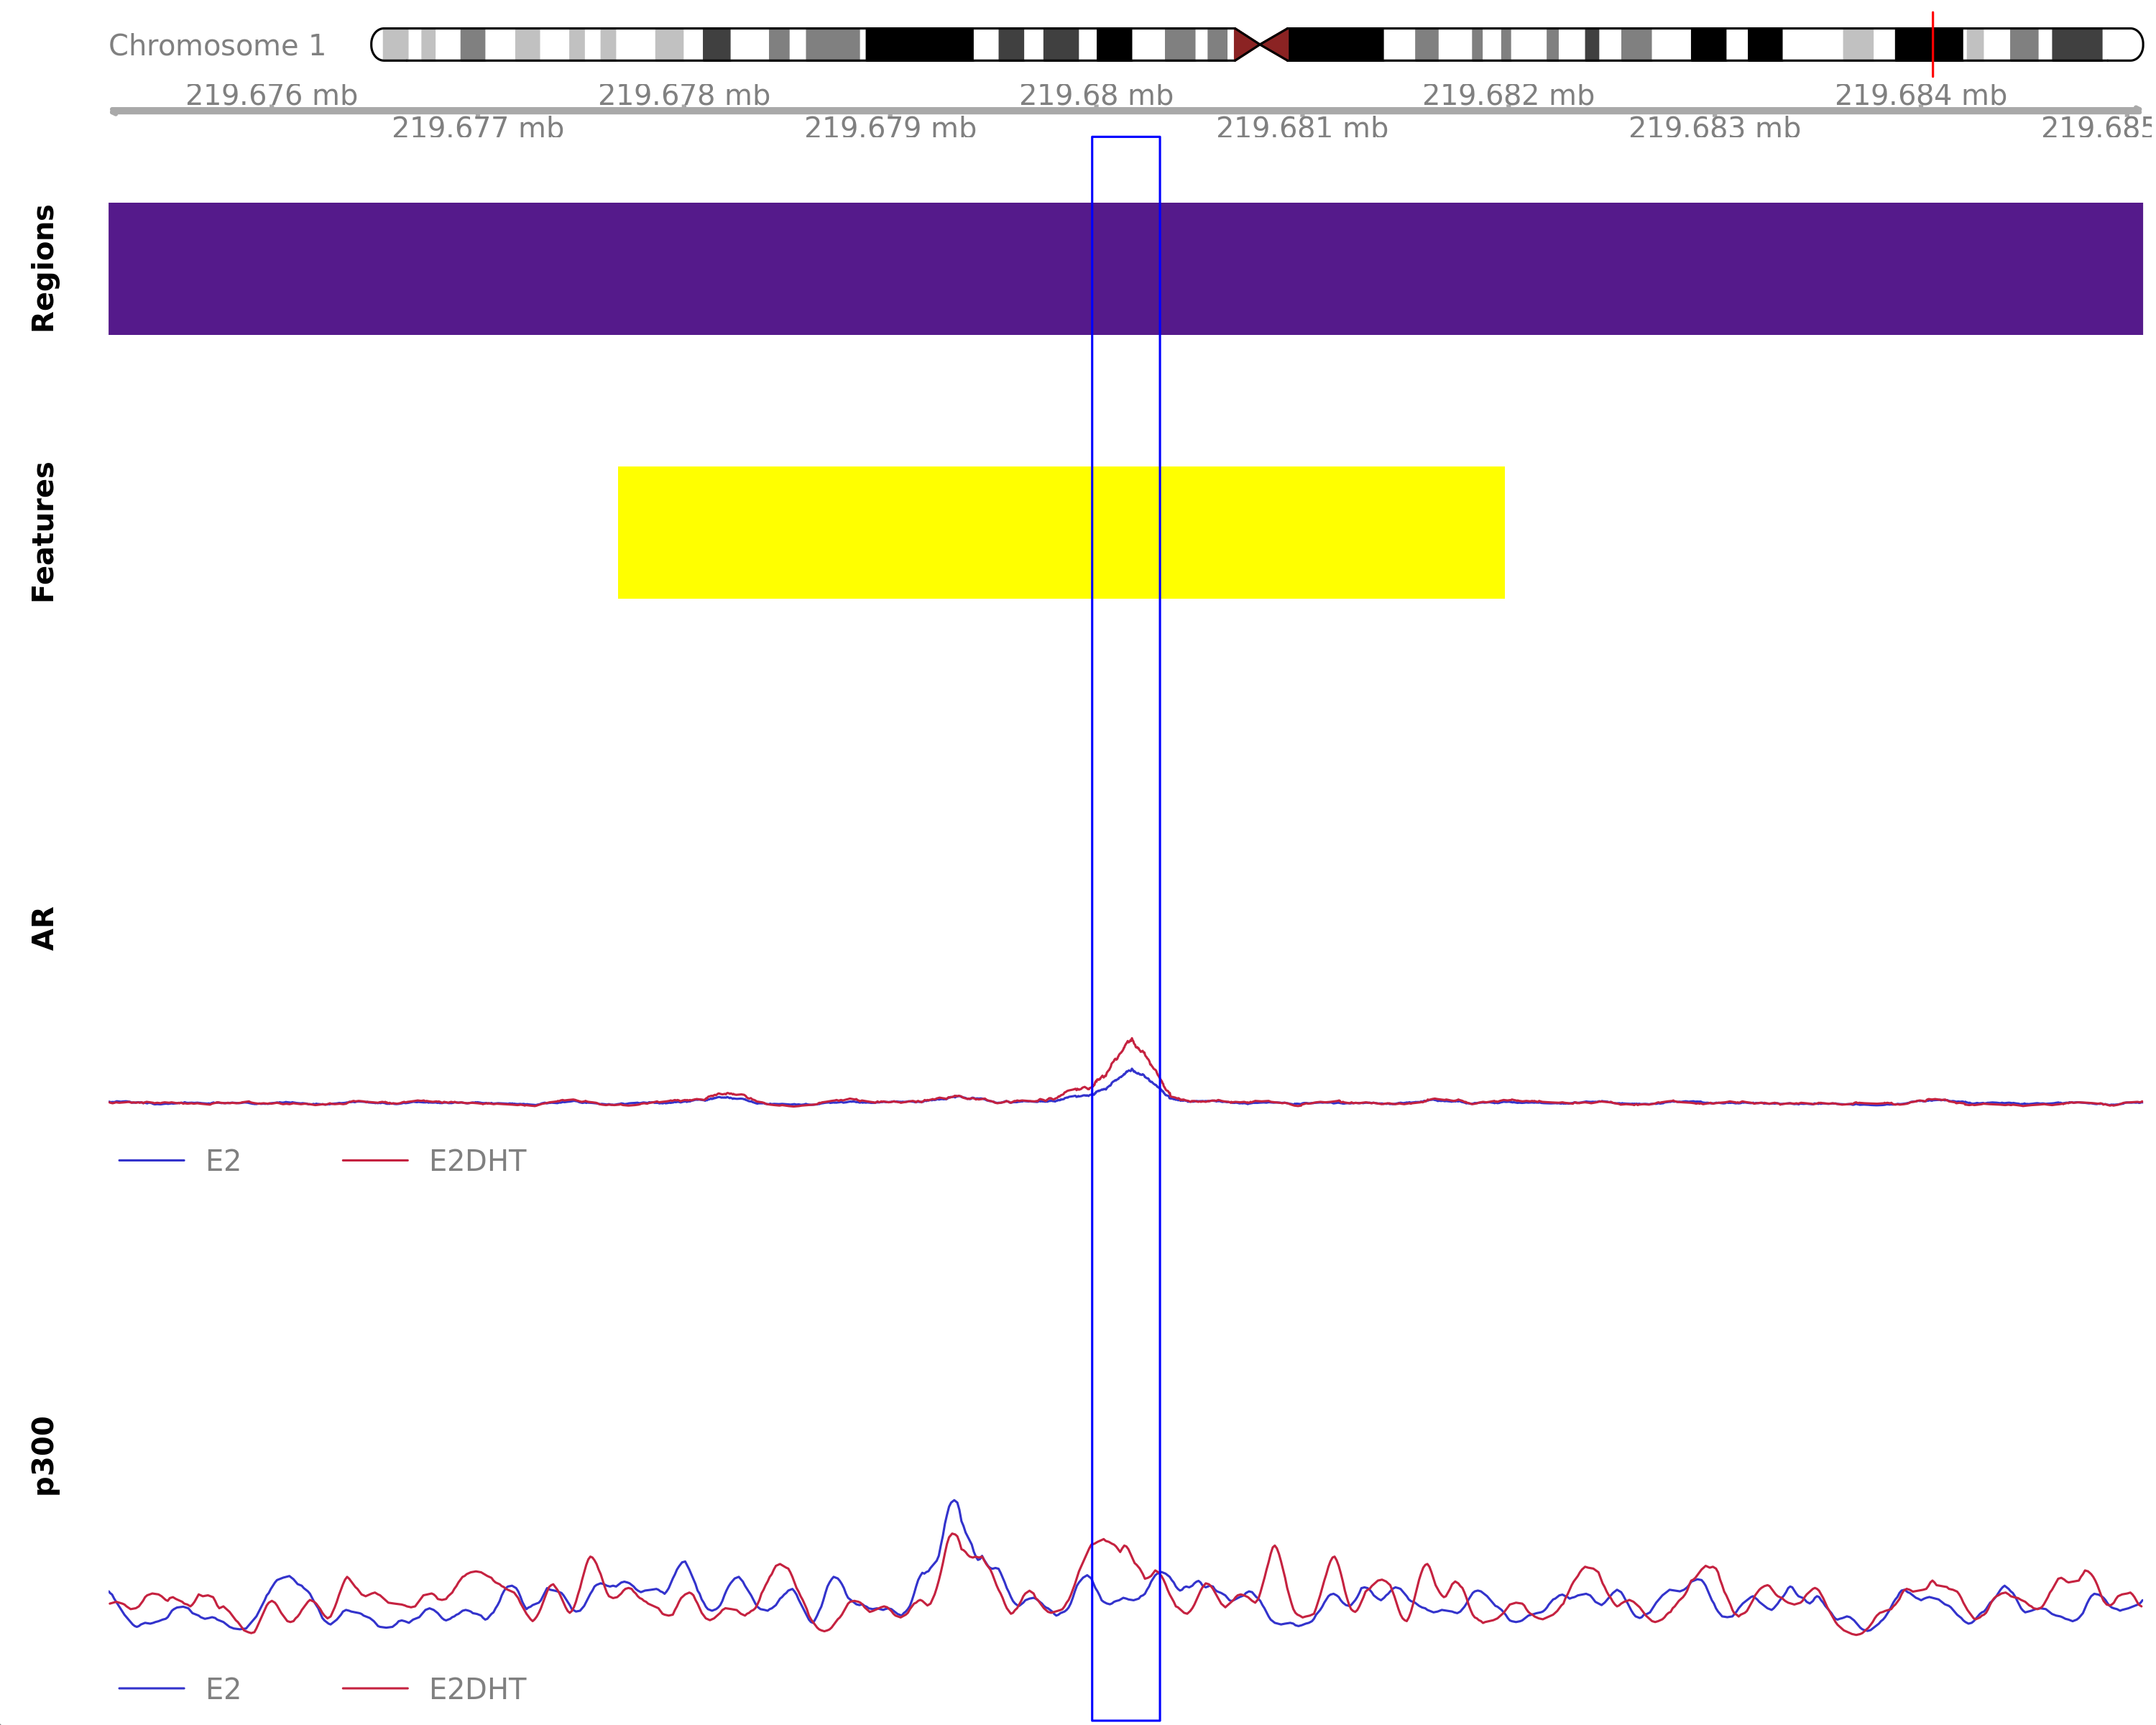 Chromosome 1
219.676 mb 219.678 mb 219.68 mb 219.682 mb 219.684 mb
219.677 mb 219.679 mb 219.681 mb 219.683 mb 219.685
Regions
Features
AR
E2 E2DHT
p300
E2 E2DHT